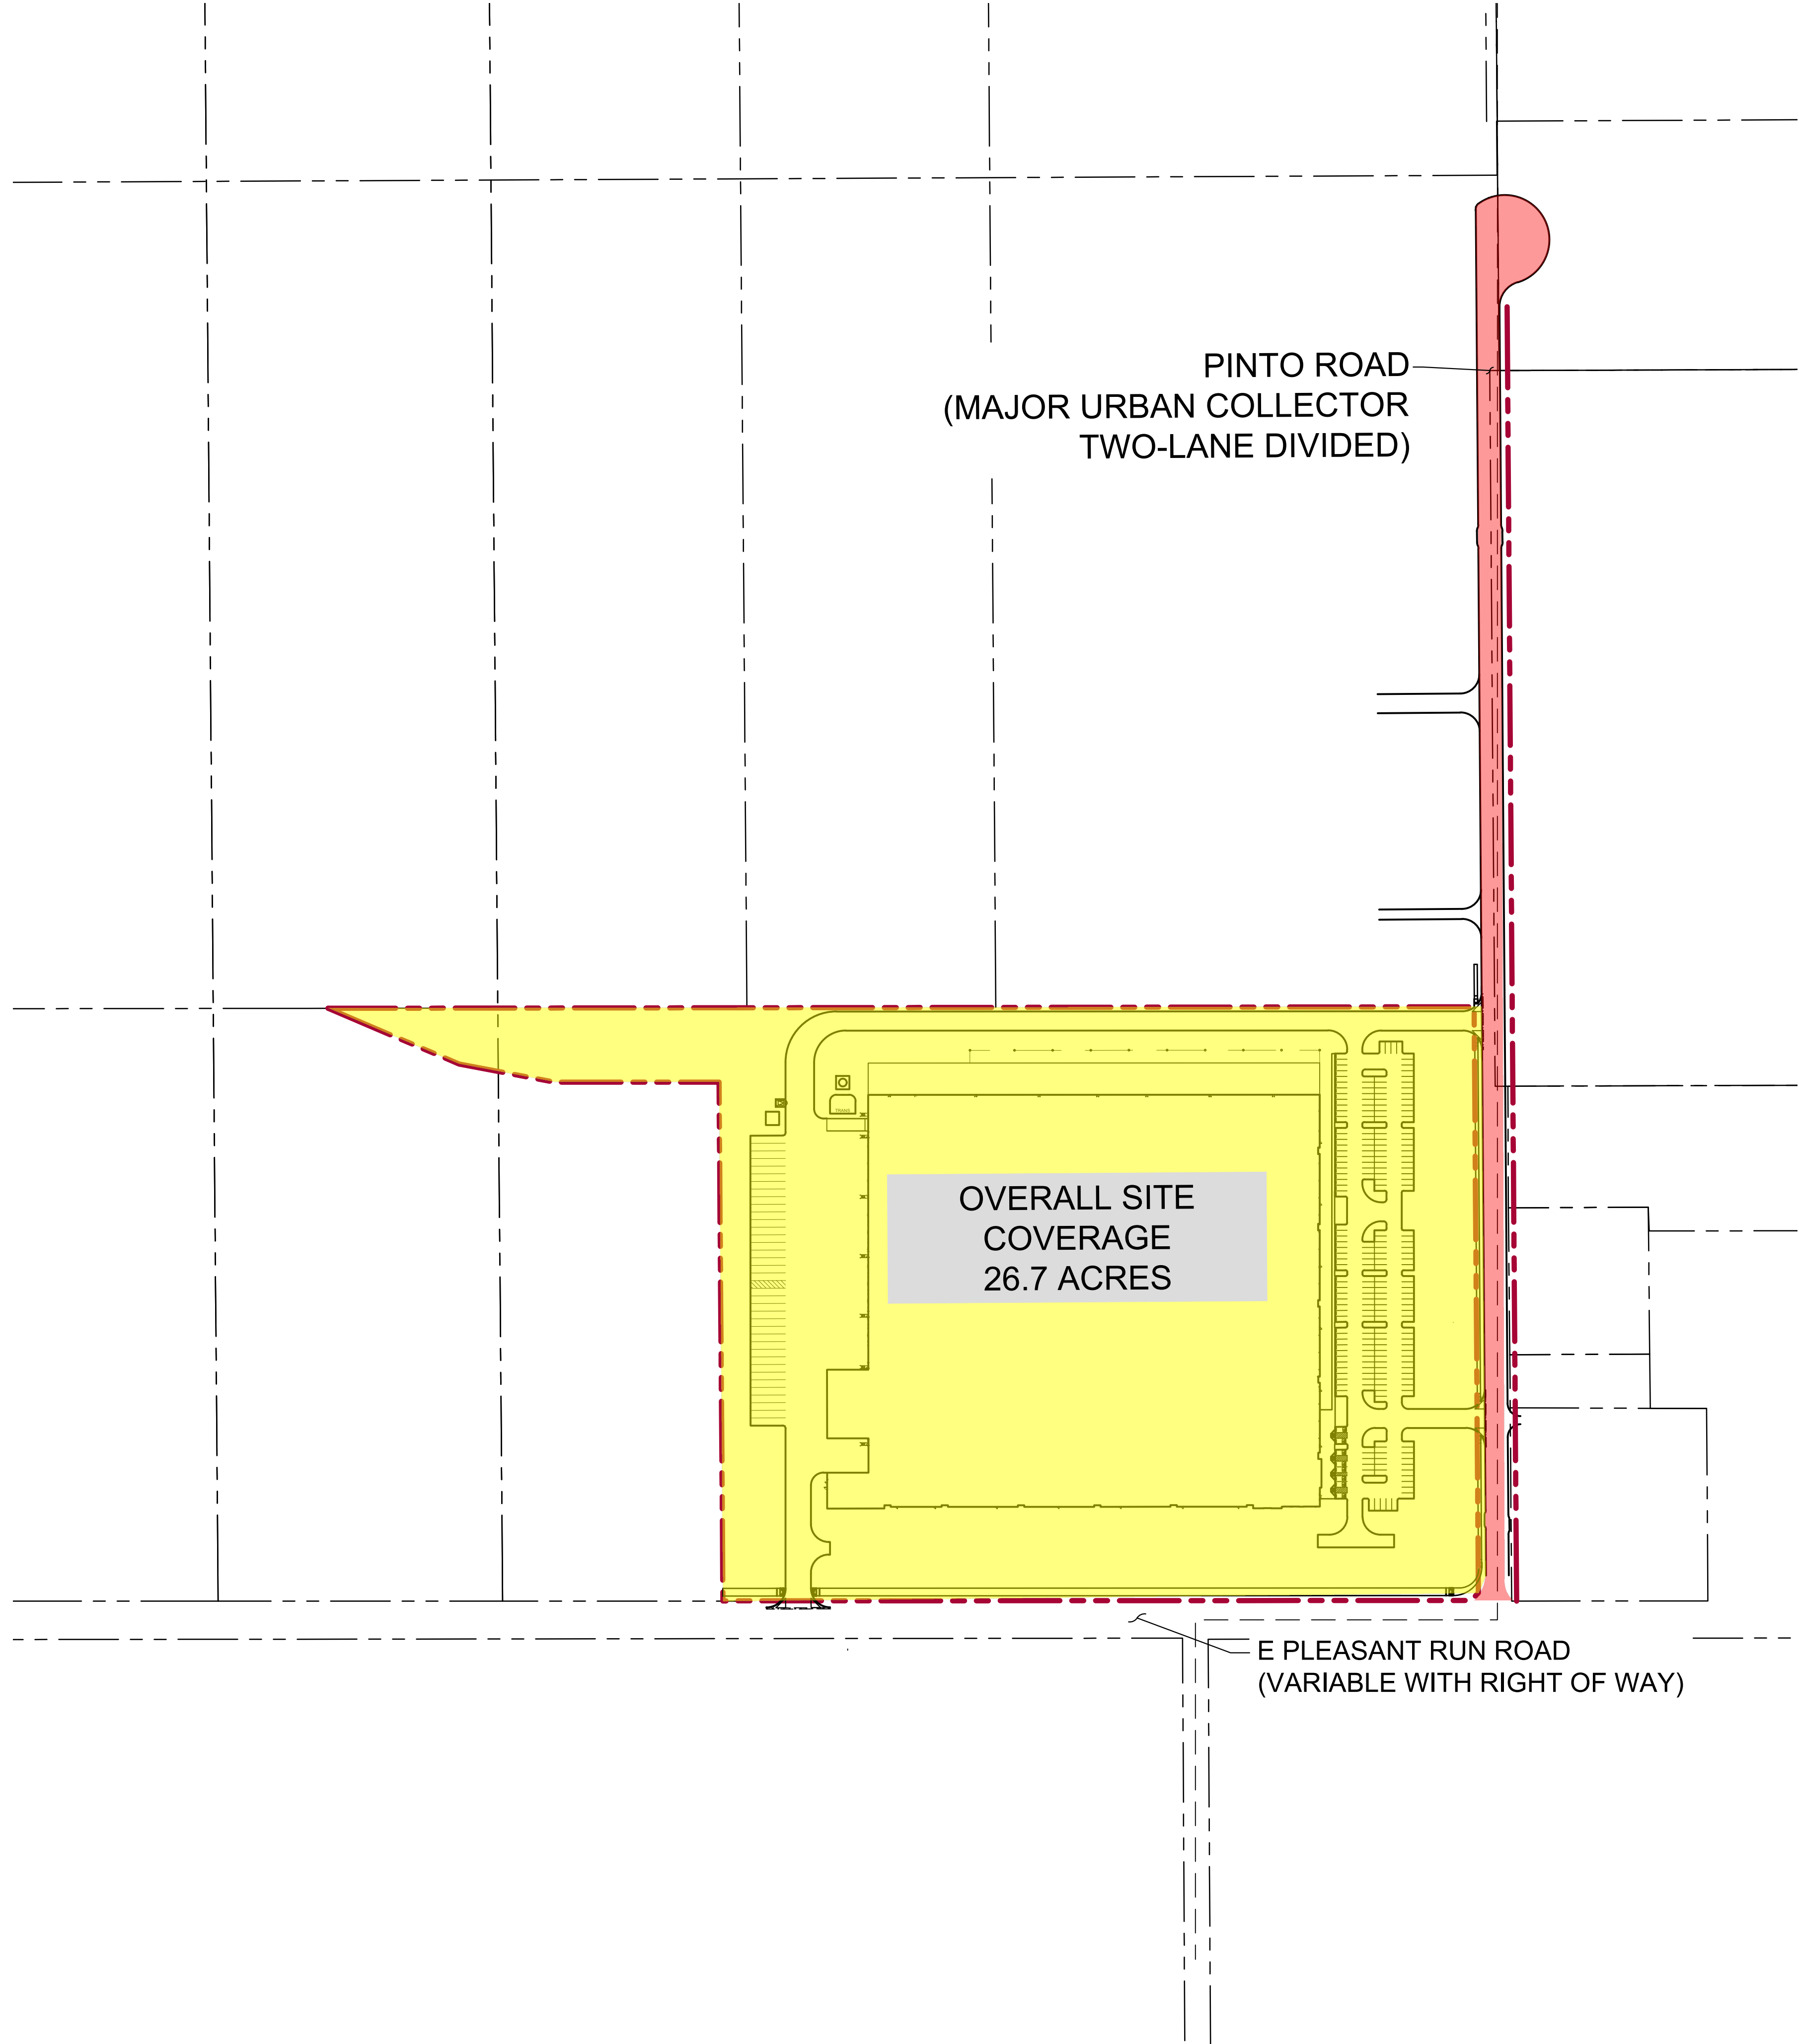 PINTO ROAD
(MAJOR URBAN COLLECTOR
TWO-LANE DIVIDED)
TRANS
OVERALL SITE
COVERAGE
26.7 ACRES
E PLEASANT RUN ROAD
(VARIABLE WITH RIGHT OF WAY)